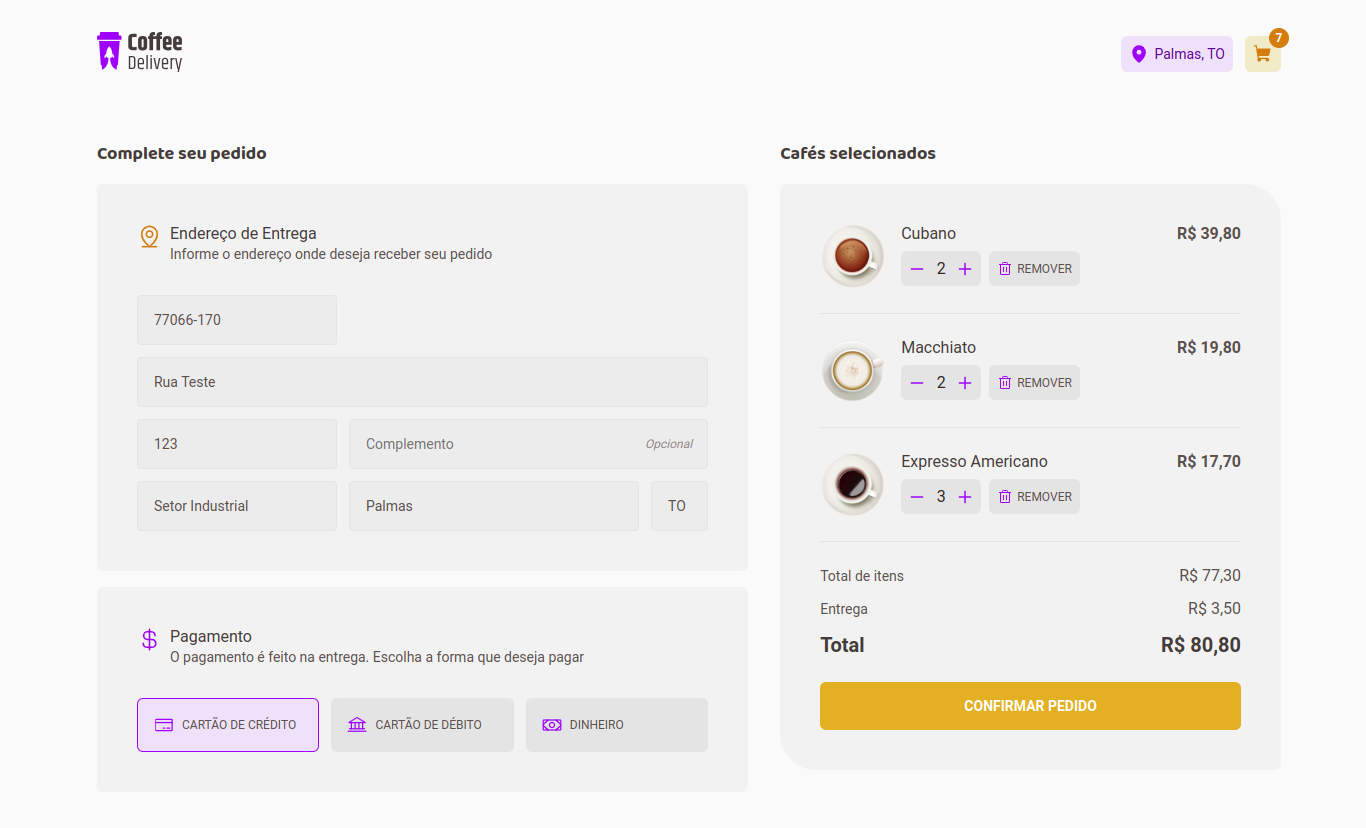 Coffee
Delivery
Palmas, TO
7
Complete seu pedido
Endereço de Entrega
Informe o endereço onde deseja receber seu pedido
77066-170
Rua Teste
123
Complemento
Opcional
Setor Industrial
Palmas
TO
Pagamento
O pagamento é feito na entrega. Escolha a forma que deseja pagar
CARTÃO DE CRÉDITO
CARTÃO DE DÉBITO
DINHEIRO
Cafés selecionados
Cubano
R$ 39,80
2
REMOVER
Macchiato
R$ 19,80
2
REMOVER
Expresso Americano
R$ 17,70
3
REMOVER
Total de itens
R$ 77,30
Entrega
R$ 3,50
Total
R$ 80,80
CONFIRMAR PEDIDO